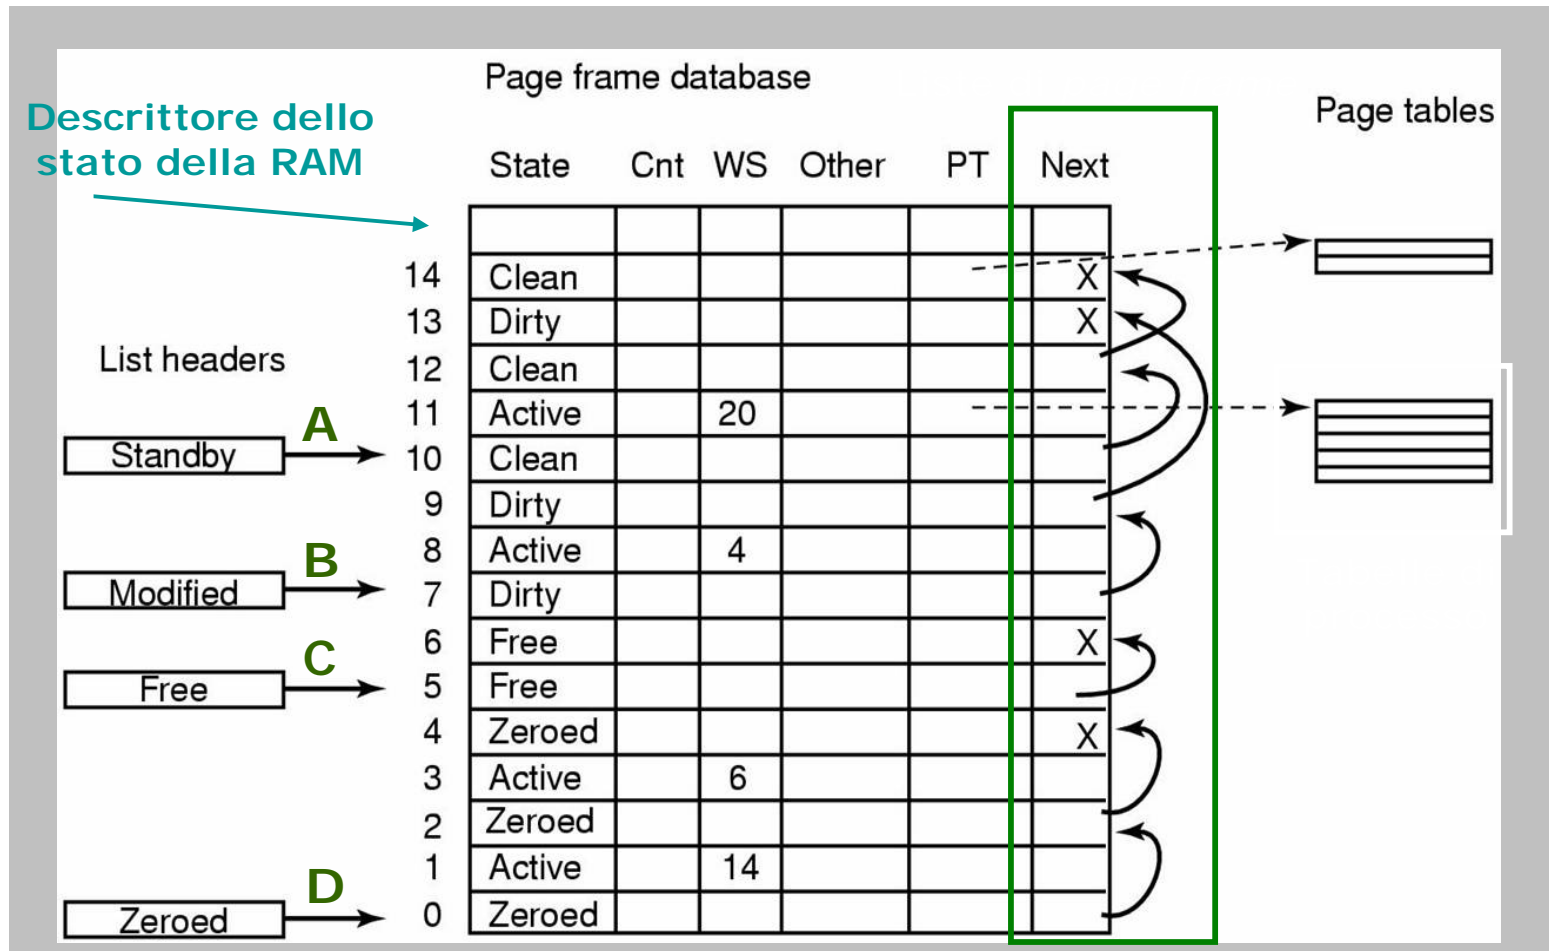 Page frame database
Descrittore dello
stato della RAM
Page tables
State Cnt WS Other PT Next
14 Clean X
13 Dirty X
List headers
12 Clean
11 Active 20
A
Standby
10 Clean
9 Dirty
8 Active 4
B
Modified
7 Dirty
6 Free X
C
Free
5 Free
4 Zeroed X
3 Active 6
2 Zeroed
1 Active 14
D
Zeroed
0 Zeroed